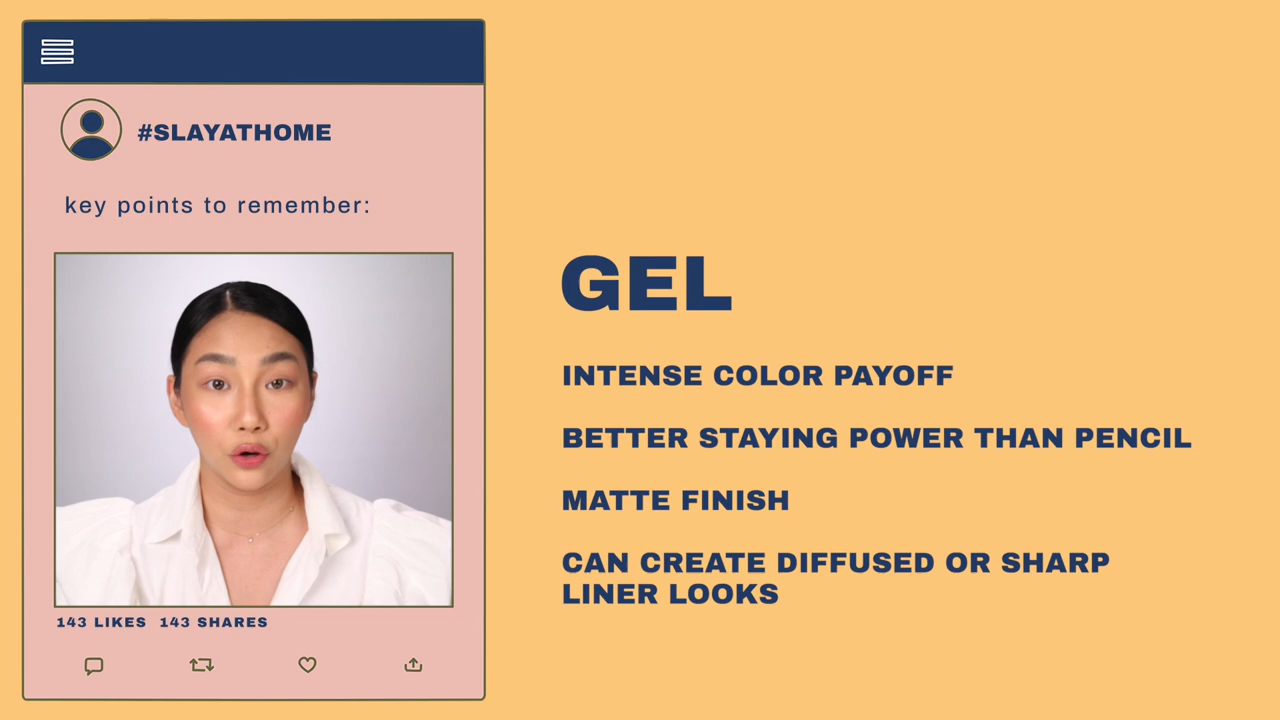 #SLAYATHOME
key points to remember:
143 LIKES 143 SHARES
GEL
INTENSE COLOR PAYOFF
BETTER STAYING POWER THAN PENCIL
MATTE FINISH
CAN CREATE DIFFUSED OR SHARP
LINER LOOKS